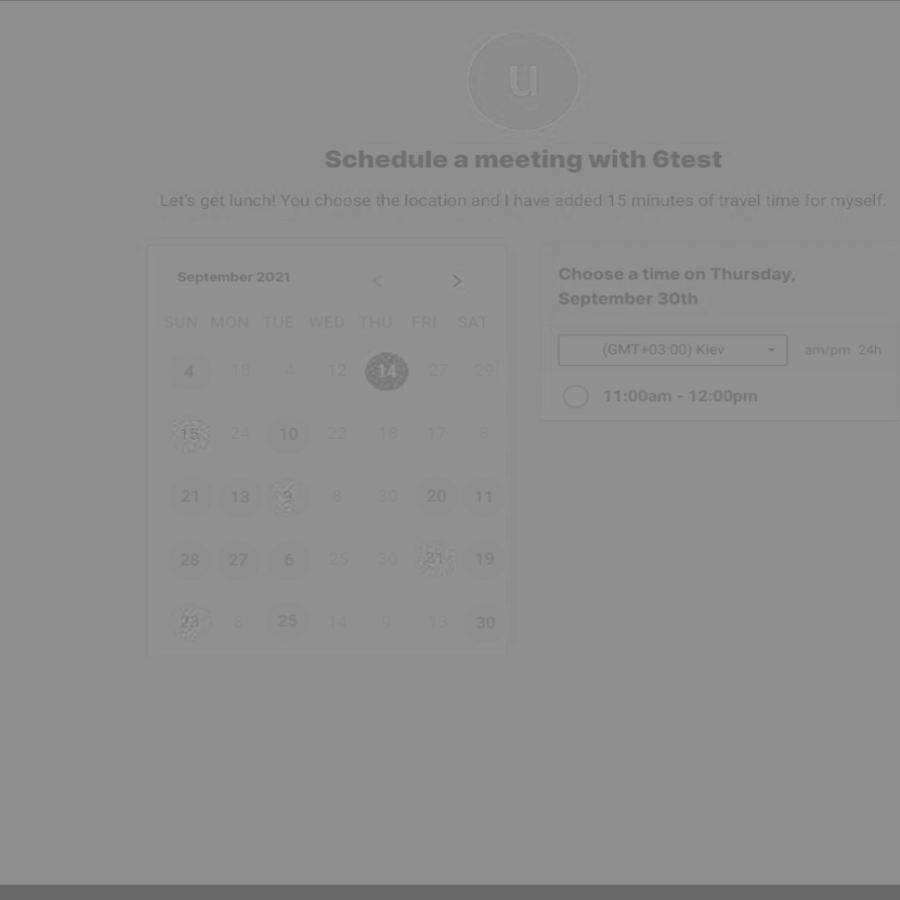 u
Schedule a meeting with 6test
Let's get lunch! You choose the location and I have added 15 minutes of travel time for myself.
September 2021
SUN MON TUE WED THU FRI SAT
4 18 4 12 14 27 29
15 24 10 22 18 17 8
21 13 9 8 30 20 11
28 27 6 25 30 31 19
23 8 25 14 9 13 30
Choose a time on Thursday,
September 30th
(GMT+03:00) Kiev
am/pm 24h
11:00am - 12:00pm